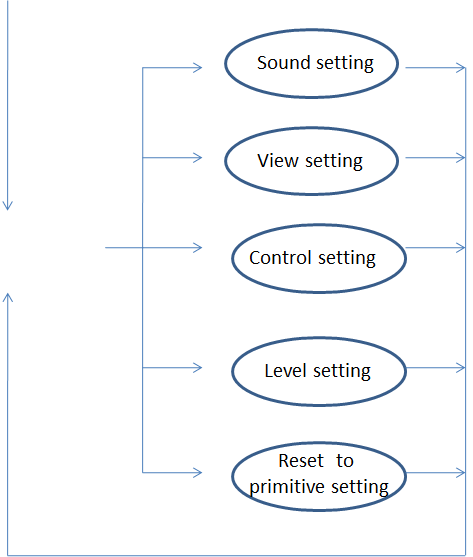 Sound setting
View setting
Control setting
Level setting
Reset to
primitive setting